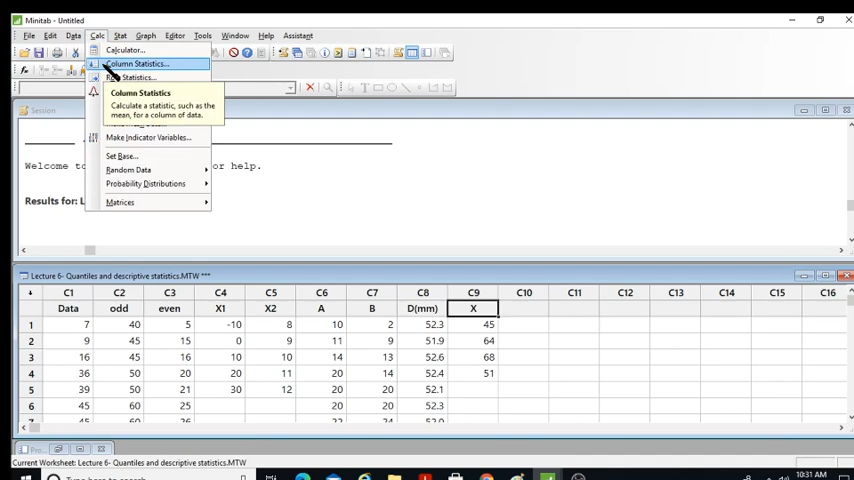 Minitab - Untitled
File Edit Data Calc Stat Graph Editor Tools Window Help Assistant
Calculator...
Column Statistics...
Statistics...
Column Statistics
Calculate a statistic, such as the
mean, for a column of data.
Make Indicator Variables...
Set Base...
Random Data
Probability Distributions
Matrices
Session
Welcome to or help.
Results for: L
Lecture 6- Quantiles and descriptive statistics.MTW ***
C1 C2 C3 C4 C5 C6 C7 C8 C9 C10 C11 C12 C13 C14 C15 C16
Data odd even X1 X2 A B D(mm) X
1 7 40 5 -10 8 10 2 52.3 45
2 9 45 15 0 9 11 9 51.9 64
3 16 45 16 10 10 14 13 52.6 68
4 36 50 20 20 11 20 14 52.4 51
5 39 50 21 30 12 20 20 52.1
6 45 60 25 20 20 52.3
Current Worksheet: Lecture 6- Quantiles and descriptive statistics.MTW
10:31 AM
Type here to search